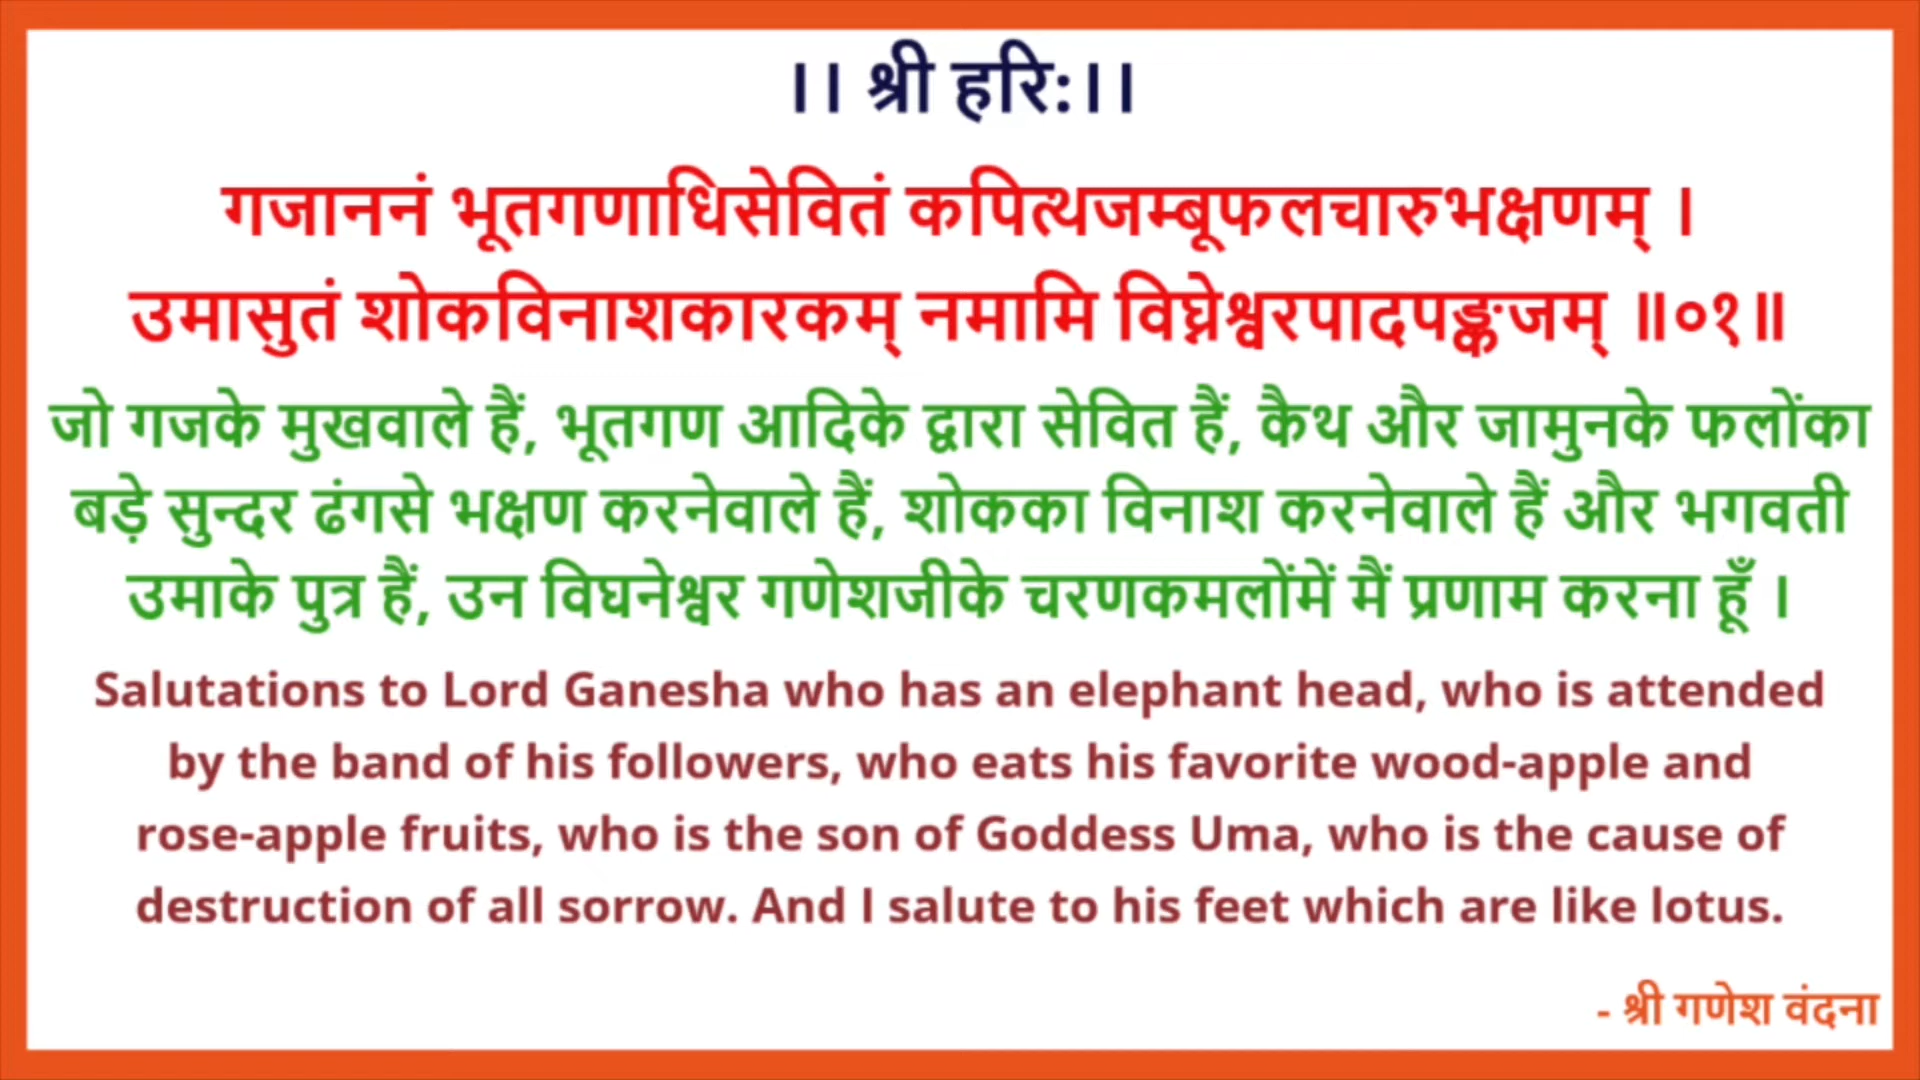 ।। श्री हरि:।।
गजाननं भूतगणाधिसेवितं कपित्थजम्बूफलचारुभक्षणम् ।
उमासुतं शोकविनाशकारकम् नमामि विघ्नेश्वरपादपङ्कजम् ॥०१॥
जो गजके मुखवाले हैं, भूतगण आदिके द्वारा सेवित हैं, कैथ और जामुनके फलोंका
बड़े सुन्दर ढंगसे भक्षण करनेवाले हैं, शोकका विनाश करनेवाले हैं और भगवती
उमाके पुत्र हैं, उन विघनेश्वर गणेशजीके चरणकमलोंमें मैं प्रणाम करना हूँ ।
Salutations to Lord Ganesha who has an elephant head, who is attended
by the band of his followers, who eats his favorite wood-apple and
rose-apple fruits, who is the son of Goddess Uma, who is the cause of
destruction of all sorrow. And I salute to his feet which are like lotus.
- श्री गणेश वंदना